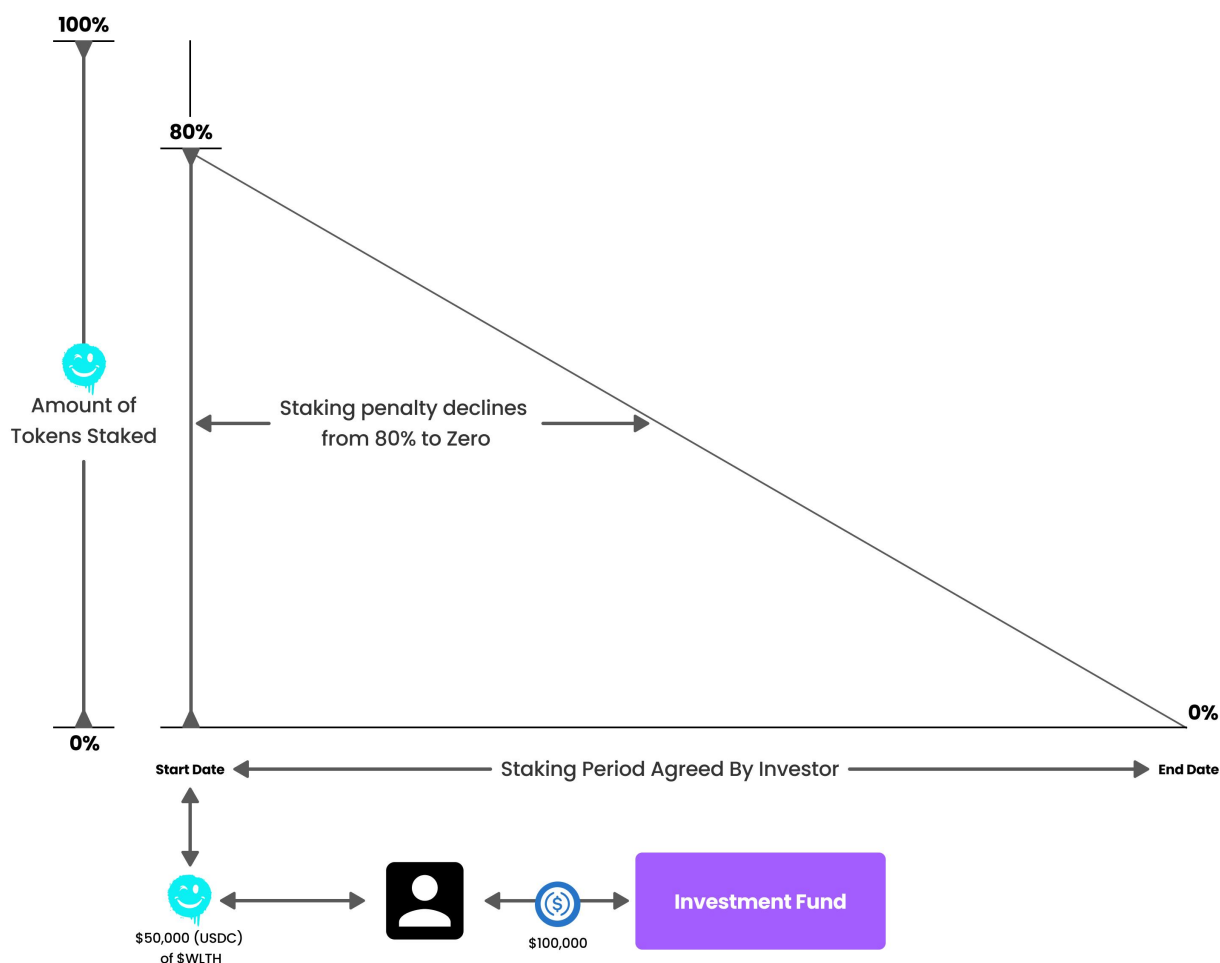 100%
80%
Amount of
Tokens Staked
Staking penalty declines
from 80% to Zero
0%
0%
Start Date
Staking Period Agreed By Investor
End Date
Investment Fund
$50,000 (USDC)
of $WLTH
$100,000